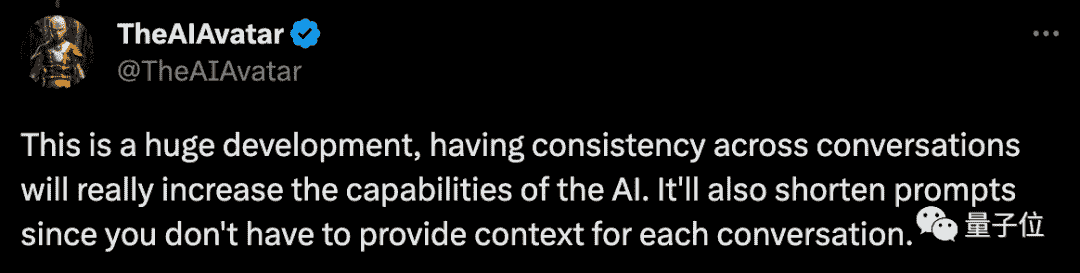 TheAIAvatar
@TheAIAvatar
This is a huge development, having consistency across conversations
will really increase the capabilities of the AI. It'll also shorten prompts
since you don't have to provide context for each conversation.
量子位